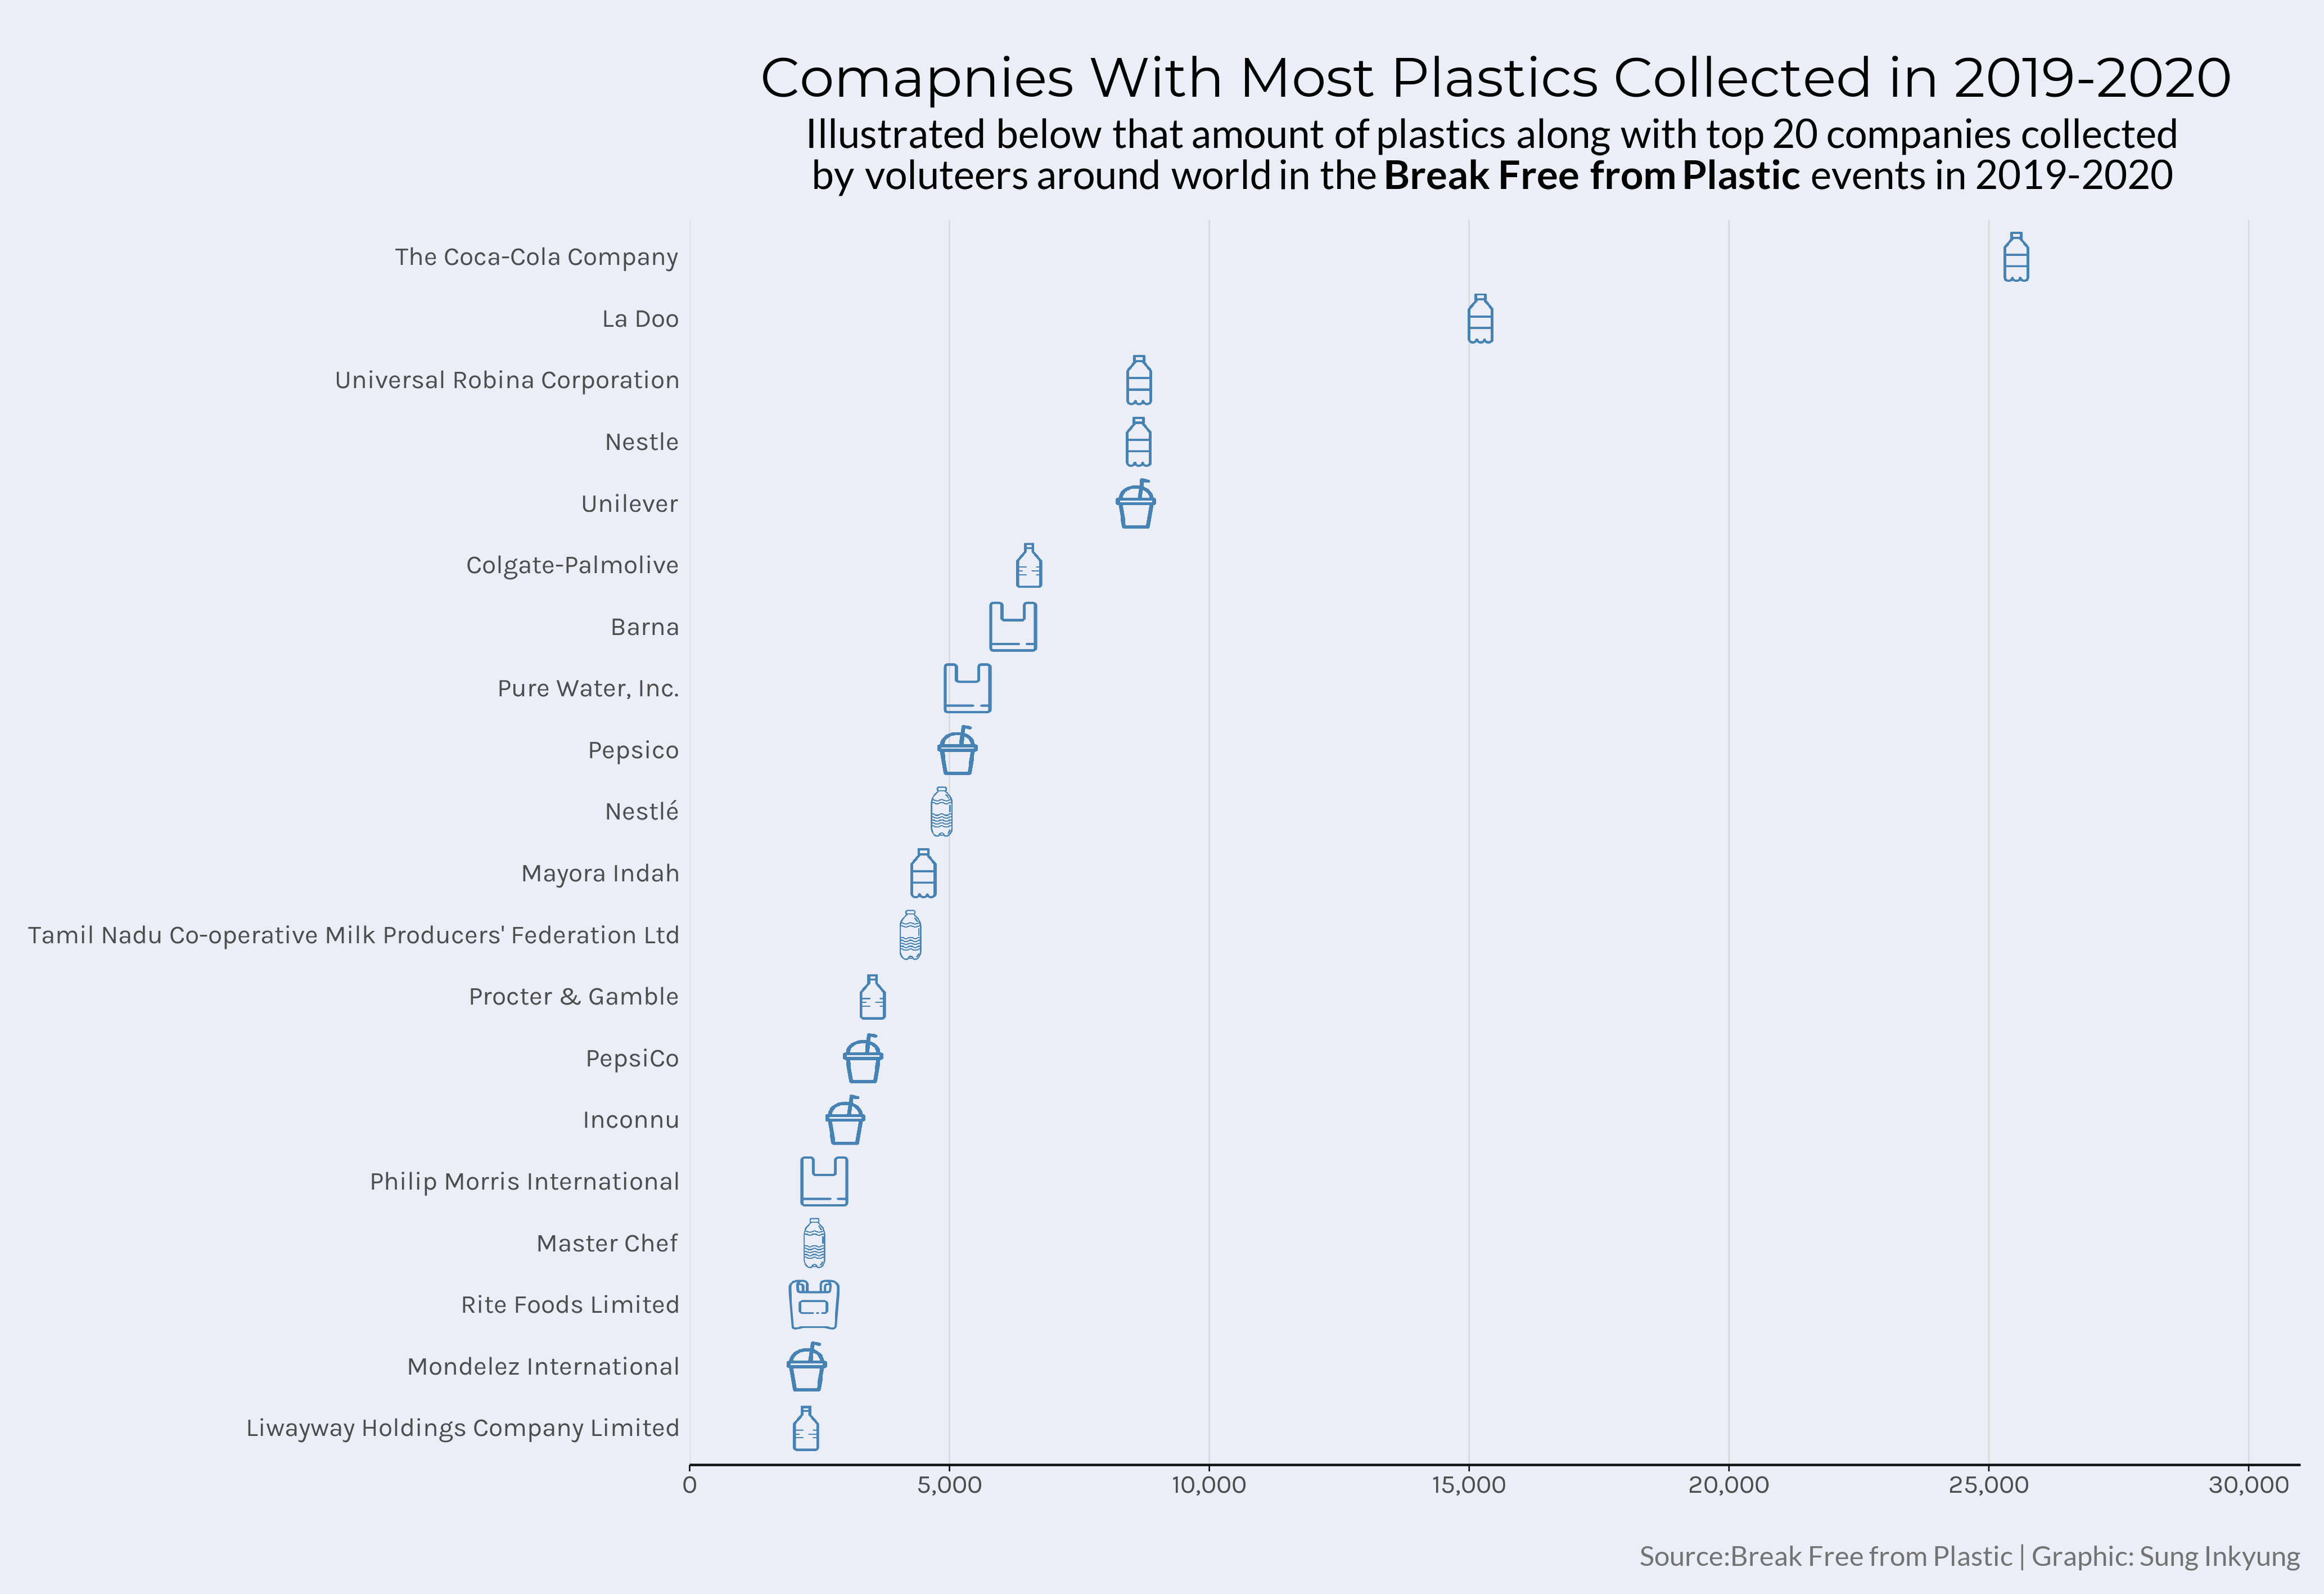 Comapnies With Most Plastics Collected in 2019-2020
Illustrated below that amount of plastics along with top 20 companies collected
by voluteers around world in the Break Free from Plastic events in 2019-2020
The Coca-Cola Company
La Doo
Universal Robina Corporation
Nestle
Unilever
Colgate-Palmolive
Barna
Pure Water, Inc.
Pepsico
Nestlé
Mayora Indah
Tamil Nadu Co-operative Milk Producers' Federation Ltd
Procter & Gamble
PepsiCo
Inconnu
Philip Morris International
Master Chef
Rite Foods Limited
Mondelez International
Liwayway Holdings Company Limited
0 5,000 10,000 15,000 20,000 25,000 30,000
Source:Break Free from Plastic | Graphic: Sung Inkyung